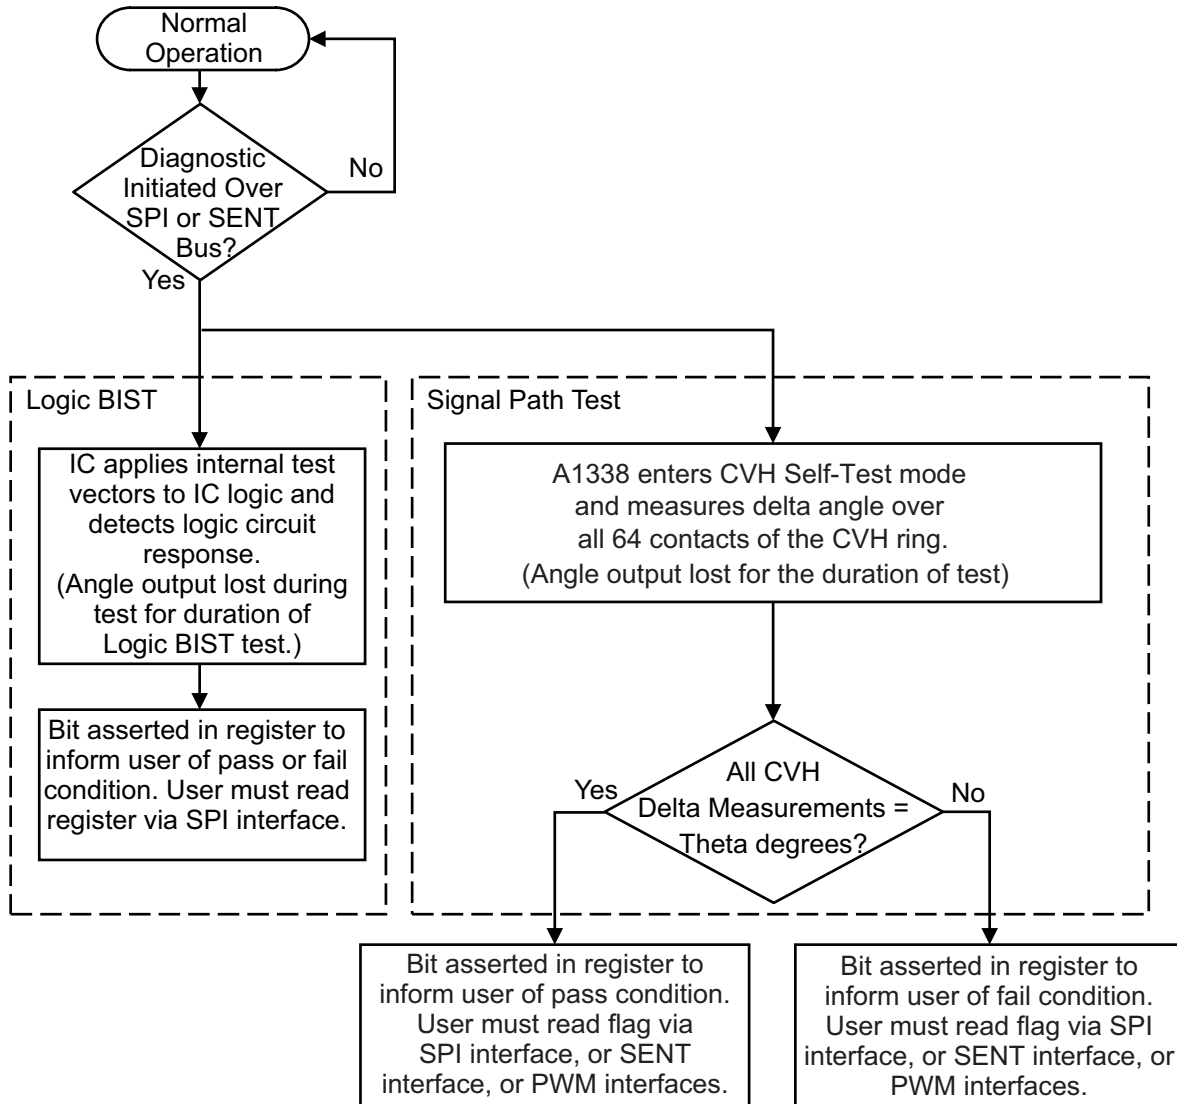 Normal
Operation
Diagnostic
Initiated Over
SPI or SENT
Bus?
No
Yes
Logic BIST
IC applies internal test
vectors to IC logic and
detects logic circuit
response.
(Angle output lost during
test for duration of
Logic BIST test.)
Bit asserted in register to
inform user of pass or fail
condition. User must read
register via SPI interface.
Signal Path Test
A1338 enters CVH Self-Test mode
and measures delta angle over
all 64 contacts of the CVH ring.
(Angle output lost for the duration of test)
All CVH
Delta Measurements =
Theta degrees?
Yes
No
Bit asserted in register to
inform user of pass condition.
User must read flag via
SPI interface, or SENT
interface, or PWM interfaces.
Bit asserted in register to
inform user of fail condition.
User must read flag via SPI
interface, or SENT interface, or
PWM interfaces.